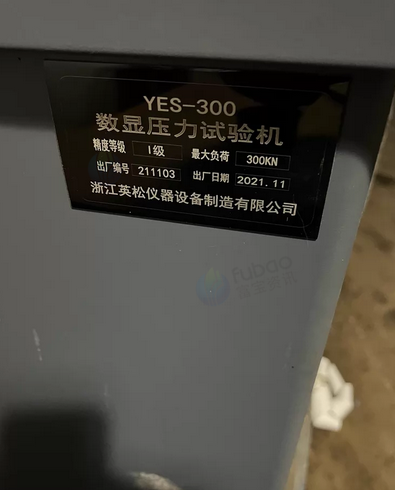 YES-300
数显压力试验机
精度等级 I级 最大负荷 300KN
出厂编号 211103 出厂日期 2021.11
浙江英松仪器设备制造有限公司
fubao